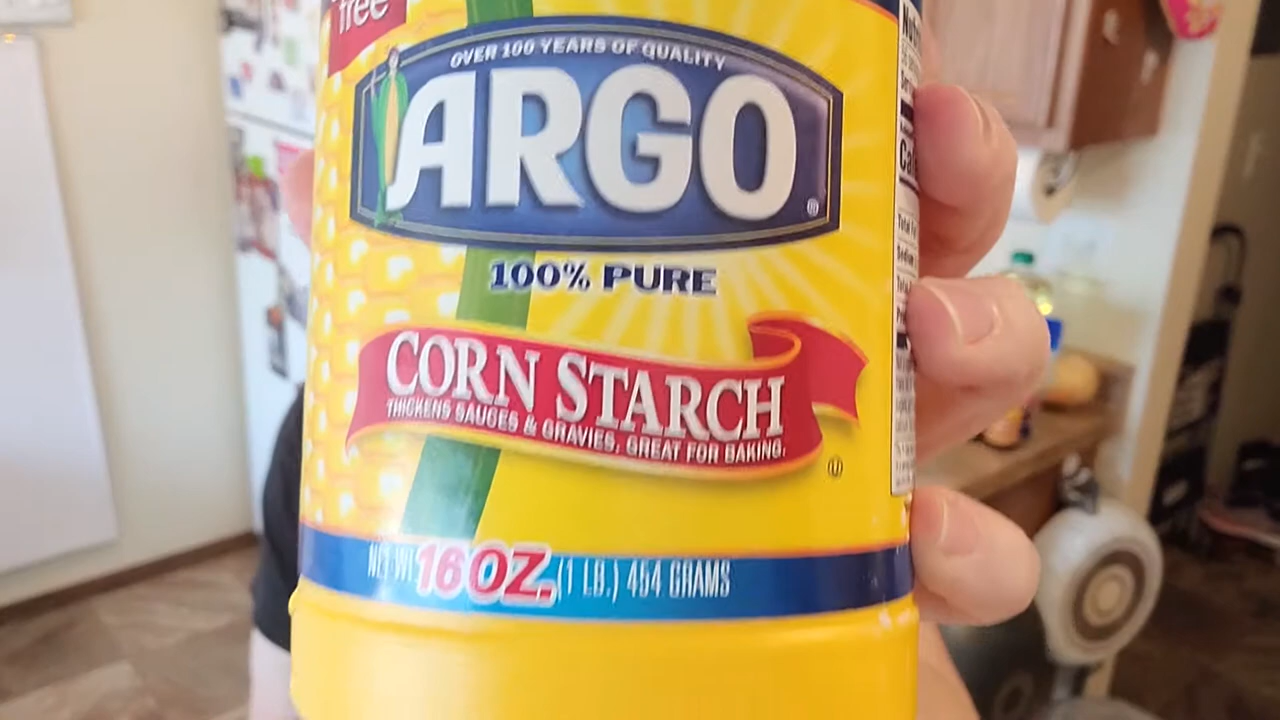 free
OVER 100 YEARS OF QUALITY
ARGO
®
100% PURE
CORN STARCH
THICKENS SAUCES & GRAVIES, GREAT FOR BAKING.
NET WT 16 OZ. (1 LB.) 454 GRAMS